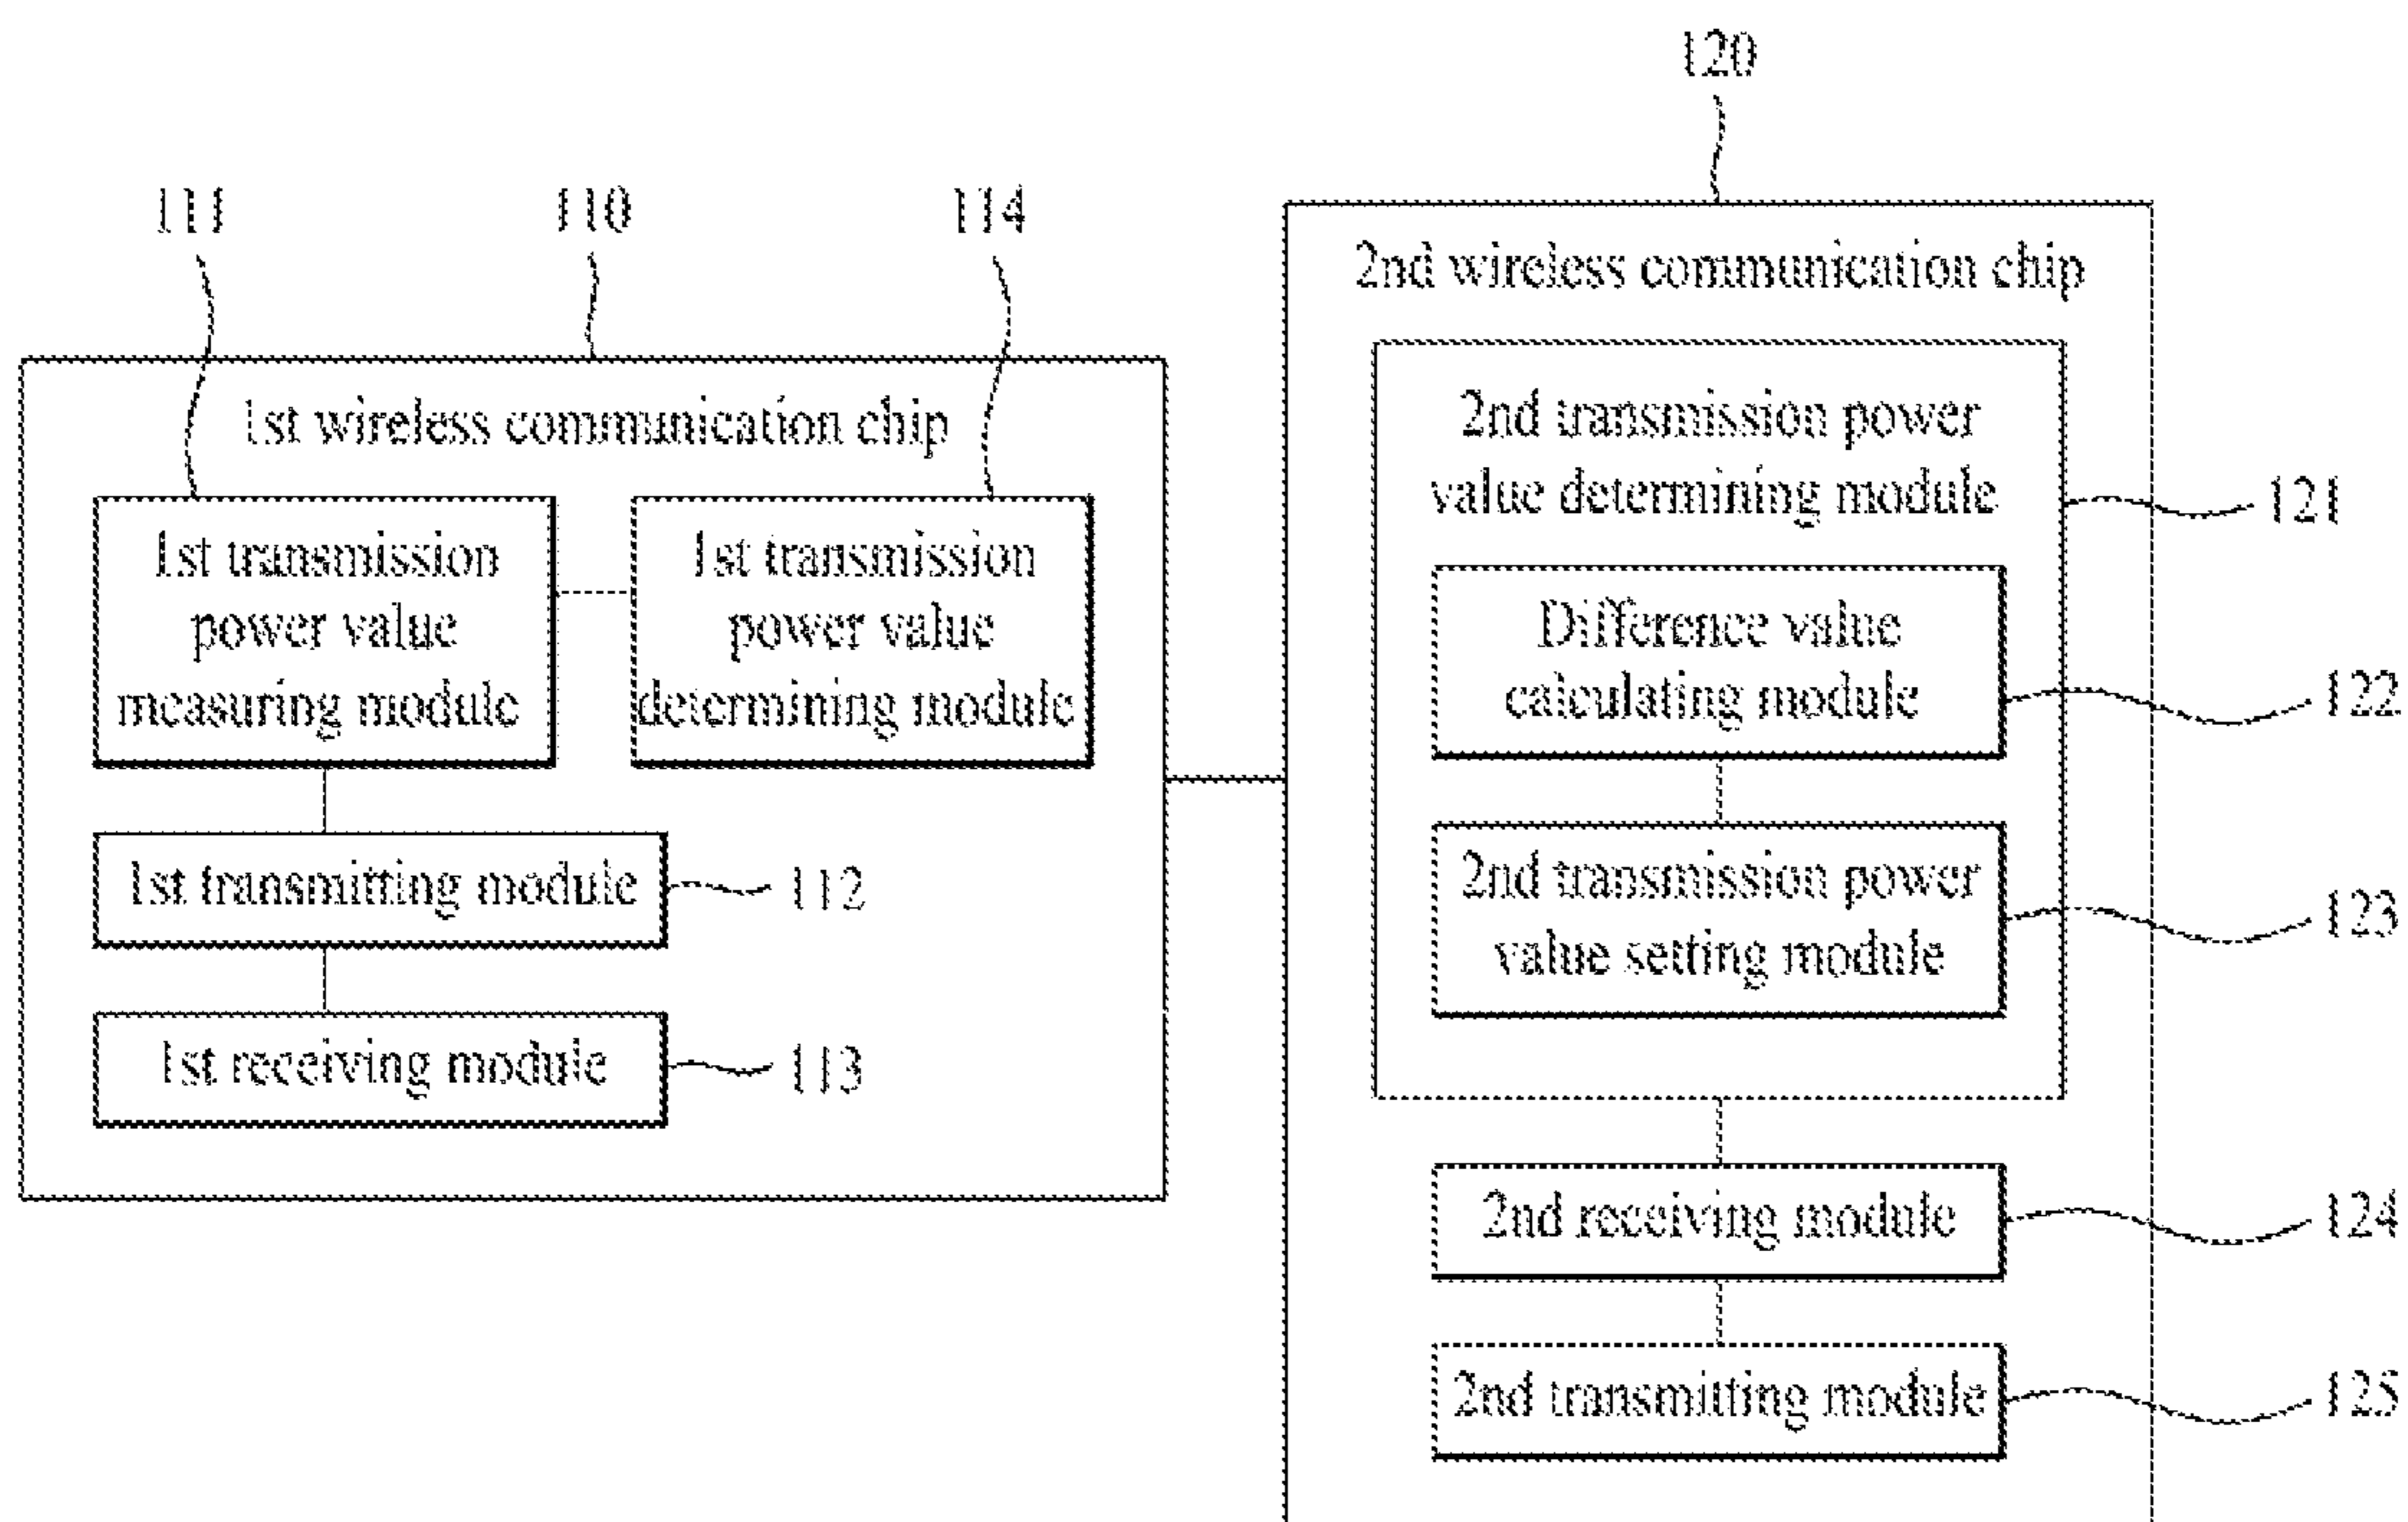 120
111
110
114
2nd wireless communication chip
1st wireless communication chip
2nd transmission power
value determining module
121
1st transmission
power value
measuring module
1st transmission
power value
determining module
Difference value
calculating module
122
2nd transmission power
value setting module
123
1st transmitting module
112
1st receiving module
113
2nd receiving module
124
2nd transmitting module
125